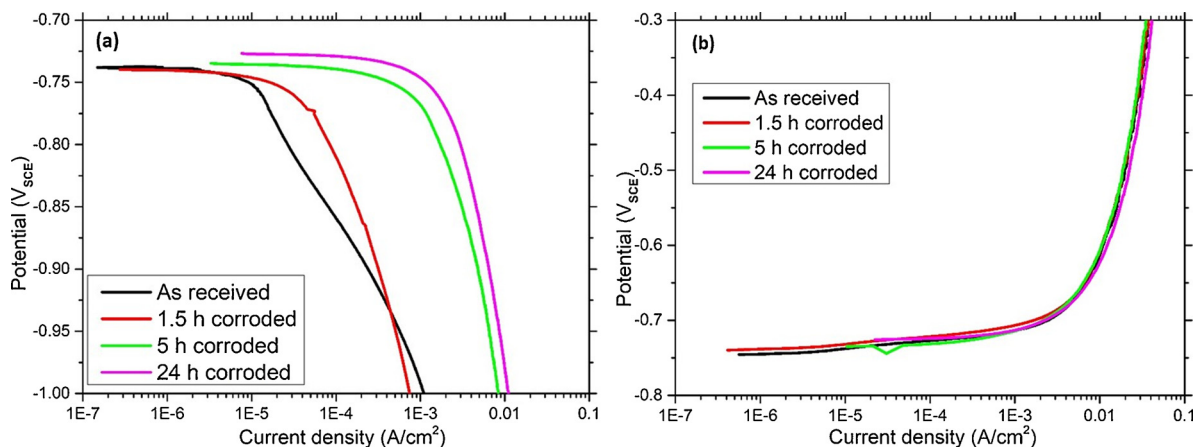 (a)
Potential (V_SCE)
-0.70
-0.75
-0.80
-0.85
-0.90
-0.95
-1.00
As received
1.5 h corroded
5 h corroded
24 h corroded
1E-7 1E-6 1E-5 1E-4 1E-3 0.01 0.1
Current density (A/cm²)
(b)
Potential (V_SCE)
-0.3
-0.4
-0.5
-0.6
-0.7
-0.8
As received
1.5 h corroded
5 h corroded
24 h corroded
1E-7 1E-6 1E-5 1E-4 1E-3 0.01 0.1
Current density (A/cm²)